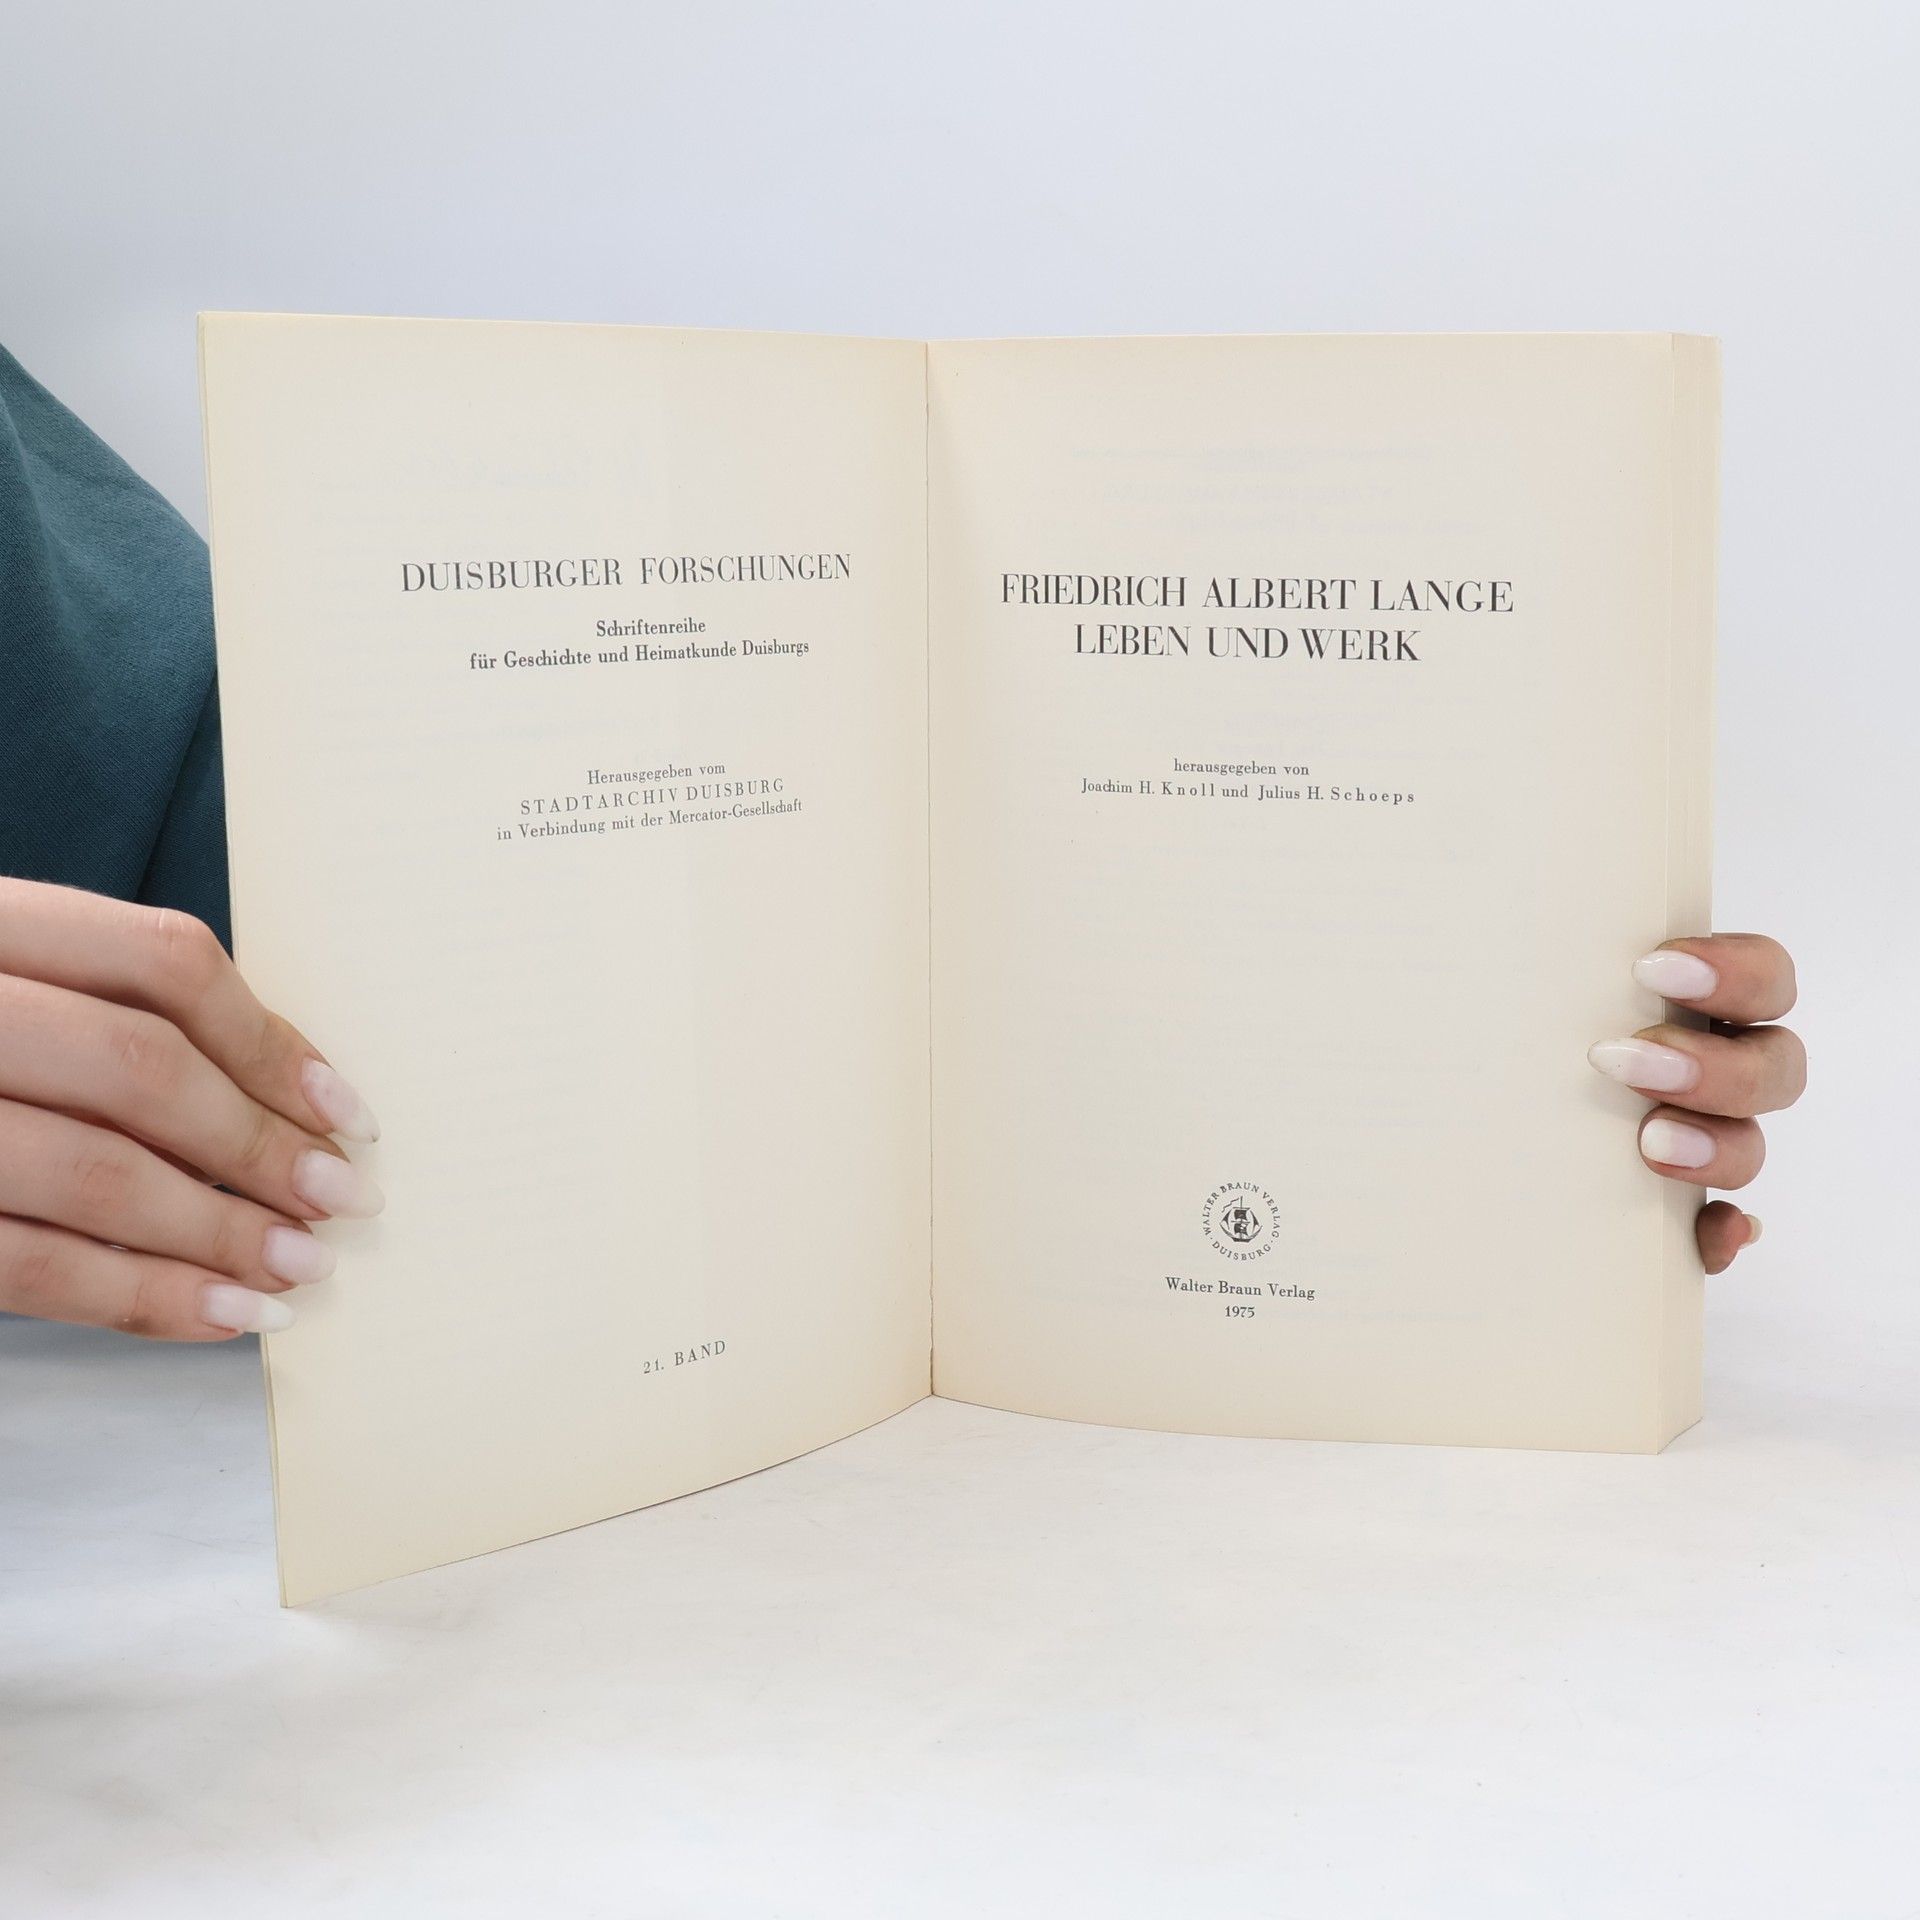 DUISBURGER FORSCHUNGEN
Schriftenreihe
für Geschichte und Heimatkunde Duisburgs
Herausgegeben vom
STADTARCHIV DUISBURG
in Verbindung mit der Mercator-Gesellschaft
21. BAND
FRIEDRICH ALBERT LANGE
LEBEN UND WERK
herausgegeben von
Joachim H. Knoll und Julius H. Schoeps
WALTER BRAUN VERLAG · DUISBURG ·
Walter Braun Verlag
1975